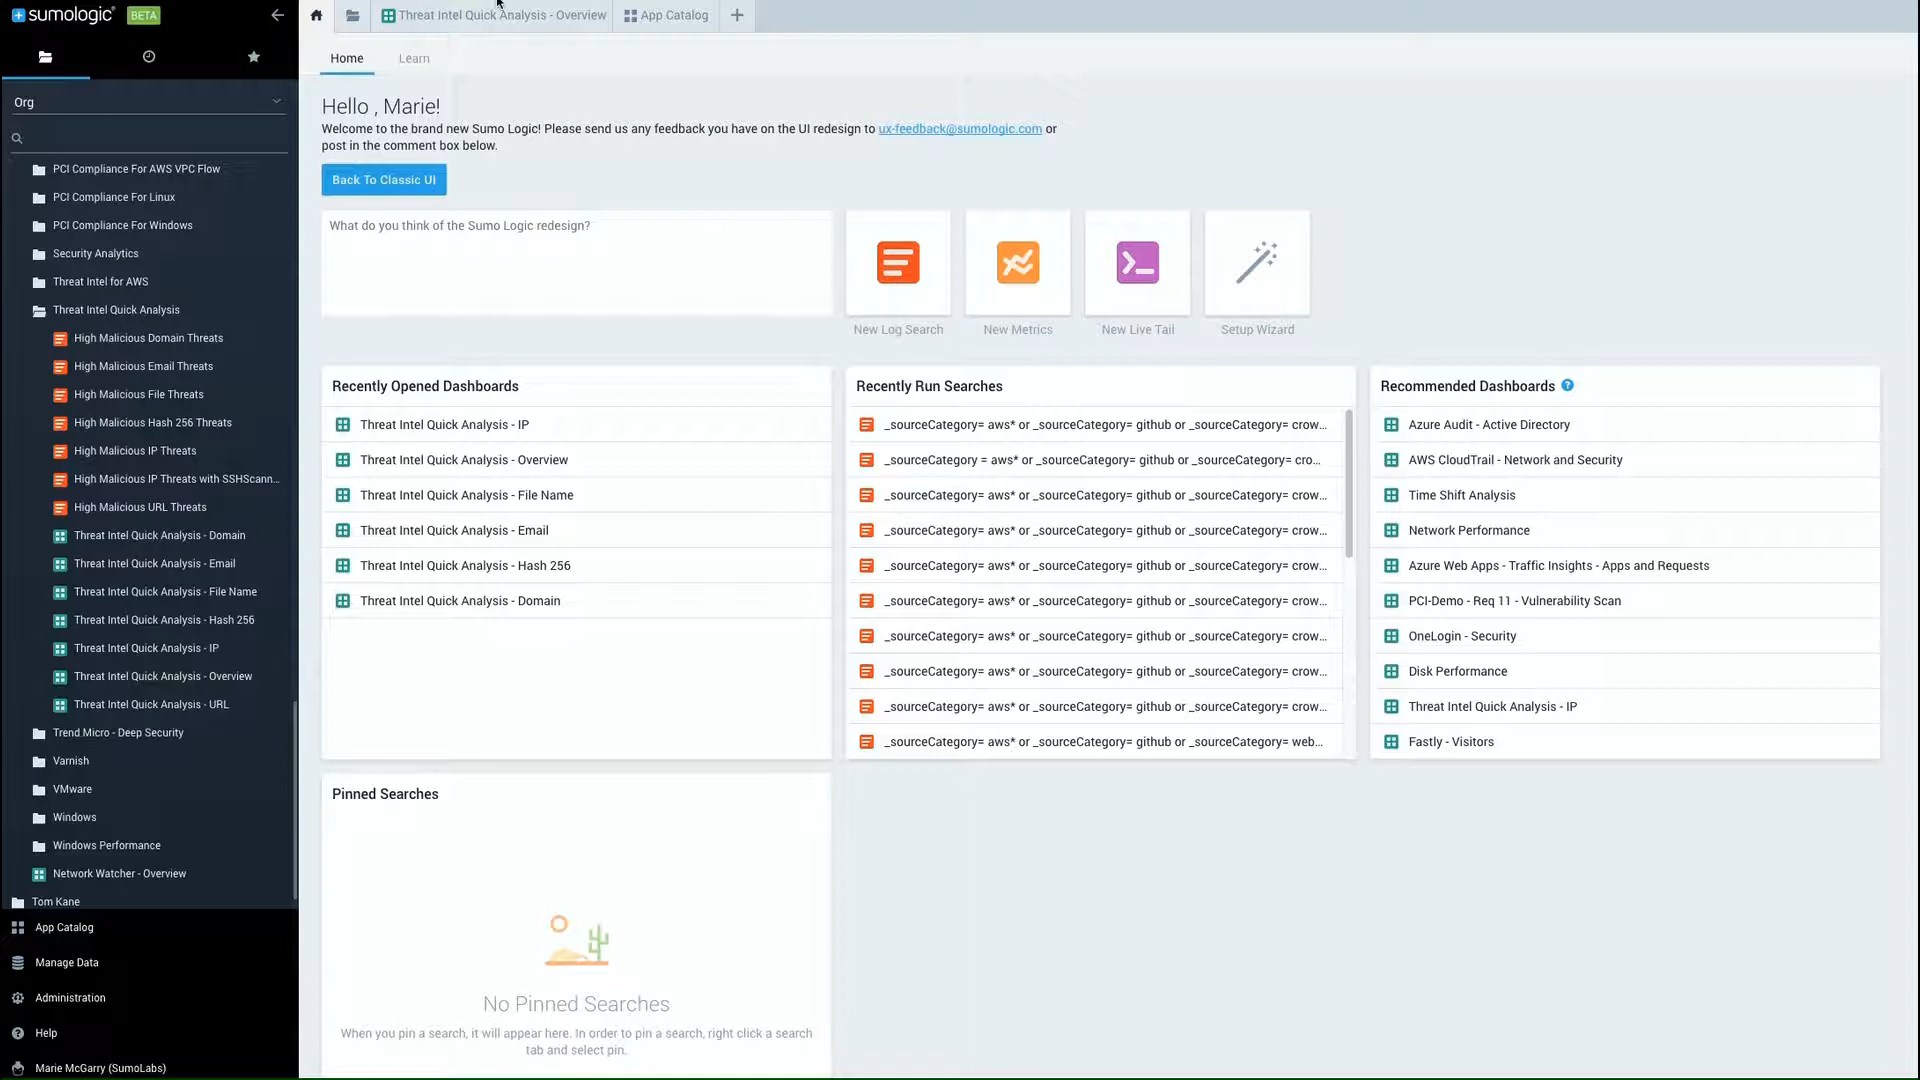 sumologic BETA
Threat Intel Quick Analysis - Overview
App Catalog
Home
Learn
Org
PCI Compliance For AWS VPC Flow
PCI Compliance For Linux
PCI Compliance For Windows
Security Analytics
Threat Intel for AWS
Threat Intel Quick Analysis
High Malicious Domain Threats
High Malicious Email Threats
High Malicious File Threats
High Malicious Hash 256 Threats
High Malicious IP Threats
High Malicious IP Threats with SSHScann...
High Malicious URL Threats
Threat Intel Quick Analysis - Domain
Threat Intel Quick Analysis - Email
Threat Intel Quick Analysis - File Name
Threat Intel Quick Analysis - Hash 256
Threat Intel Quick Analysis - IP
Threat Intel Quick Analysis - Overview
Threat Intel Quick Analysis - URL
Trend Micro - Deep Security
Varnish
VMware
Windows
Windows Performance
Network Watcher - Overview
Tom Kane
App Catalog
Manage Data
Administration
Help
Marie McGarry (SumoLabs)
Hello , Marie!
Welcome to the brand new Sumo Logic! Please send us any feedback you have on the UI redesign to ux-feedback@sumologic.com or
post in the comment box below.
Back To Classic UI
What do you think of the Sumo Logic redesign?
New Log Search
New Metrics
New Live Tail
Setup Wizard
Recently Opened Dashboards
Threat Intel Quick Analysis - IP
Threat Intel Quick Analysis - Overview
Threat Intel Quick Analysis - File Name
Threat Intel Quick Analysis - Email
Threat Intel Quick Analysis - Hash 256
Threat Intel Quick Analysis - Domain
Recently Run Searches
_sourceCategory= aws* or _sourceCategory= github or _sourceCategory= crow...
_sourceCategory = aws* or _sourceCategory= github or _sourceCategory= cro...
_sourceCategory= aws* or _sourceCategory= github or _sourceCategory= crow...
_sourceCategory= aws* or _sourceCategory= github or _sourceCategory= crow...
_sourceCategory= aws* or _sourceCategory= github or _sourceCategory= crow...
_sourceCategory= aws* or _sourceCategory= github or _sourceCategory= crow...
_sourceCategory= aws* or _sourceCategory= github or _sourceCategory= crow...
_sourceCategory= aws* or _sourceCategory= github or _sourceCategory= crow...
_sourceCategory= aws* or _sourceCategory= github or _sourceCategory= crow...
_sourceCategory= aws* or _sourceCategory= github or _sourceCategory= web...
Recommended Dashboards ?
Azure Audit - Active Directory
AWS CloudTrail - Network and Security
Time Shift Analysis
Network Performance
Azure Web Apps - Traffic Insights - Apps and Requests
PCI-Demo - Req 11 - Vulnerability Scan
OneLogin - Security
Disk Performance
Threat Intel Quick Analysis - IP
Fastly - Visitors
Pinned Searches
No Pinned Searches
When you pin a search, it will appear here. In order to pin a search, right click a search
tab and select pin.